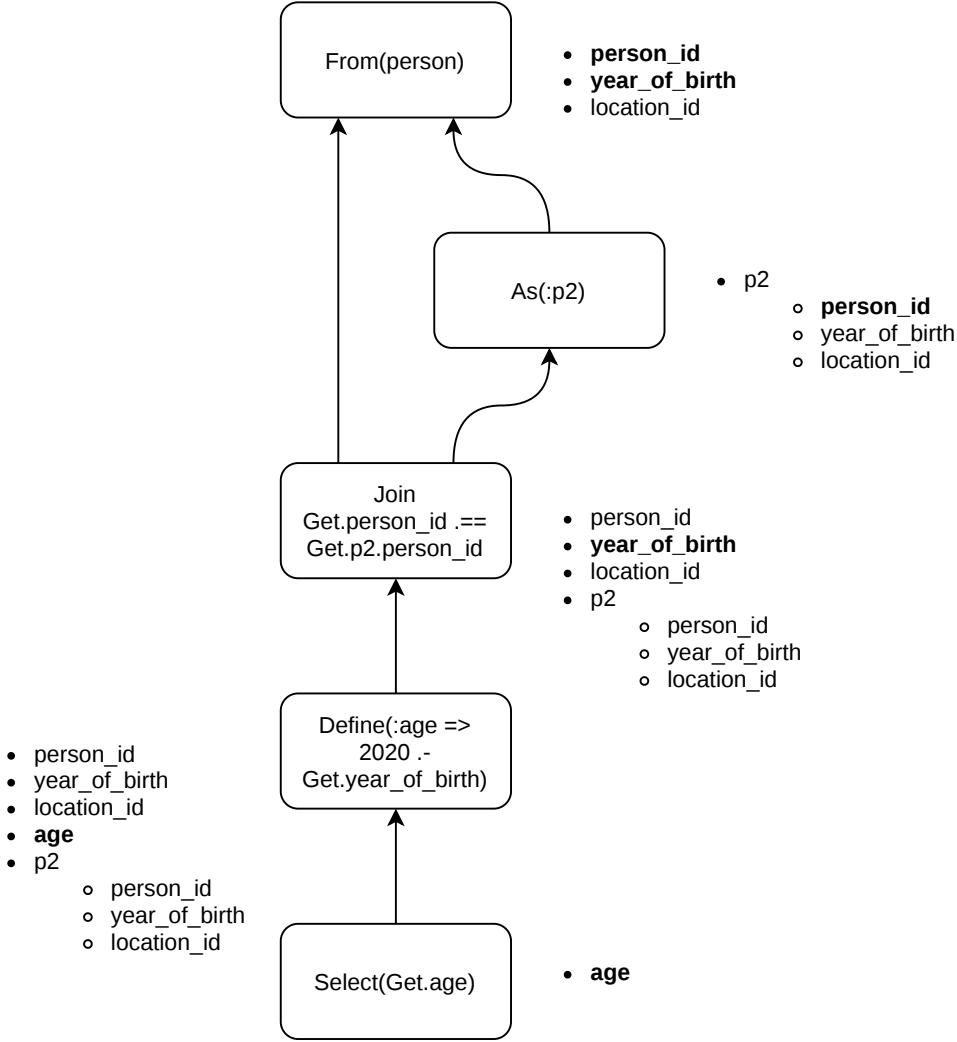 From(person)
person_id
year_of_birth
location_id
As(:p2)
p2
person_id
year_of_birth
location_id
Join
Get.person_id .==
Get.p2.person_id
person_id
year_of_birth
location_id
p2
person_id
year_of_birth
location_id
Define(:age =>
2020 .-
Get.year_of_birth)
person_id
year_of_birth
location_id
age
p2
person_id
year_of_birth
location_id
Select(Get.age)
age